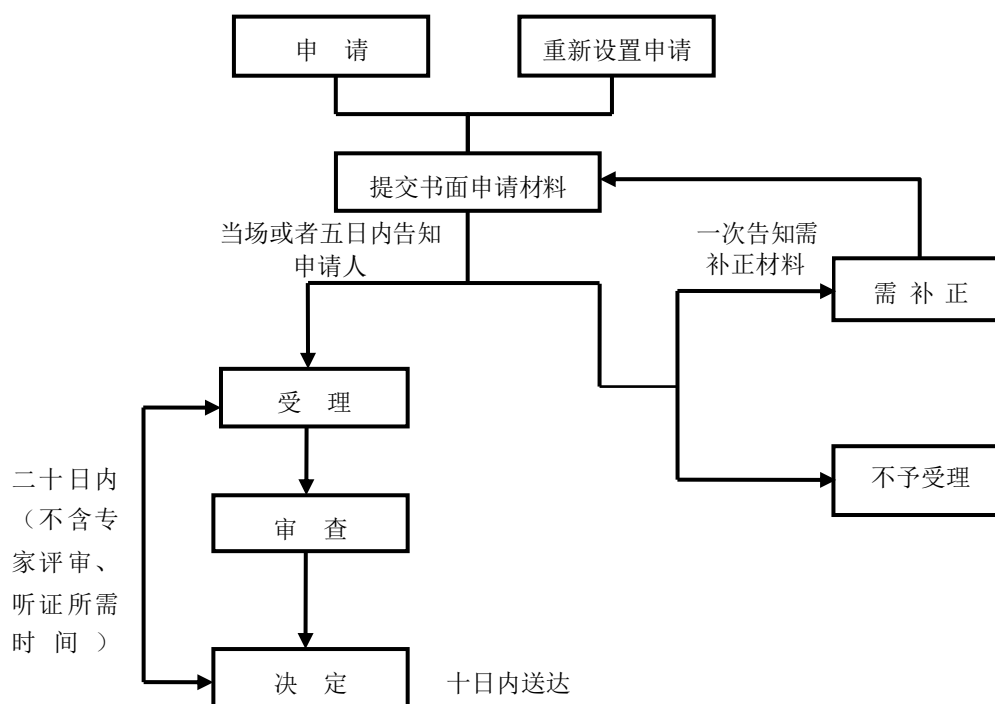 申 请
重新设置申请
提交书面申请材料
当场或者五日内告知
申请人
一次告知需
补正材料
需 补 正
受 理
不予受理
二十日内
（不含专
家评审、
听证所需
时间）
审 查
决 定
十日内送达